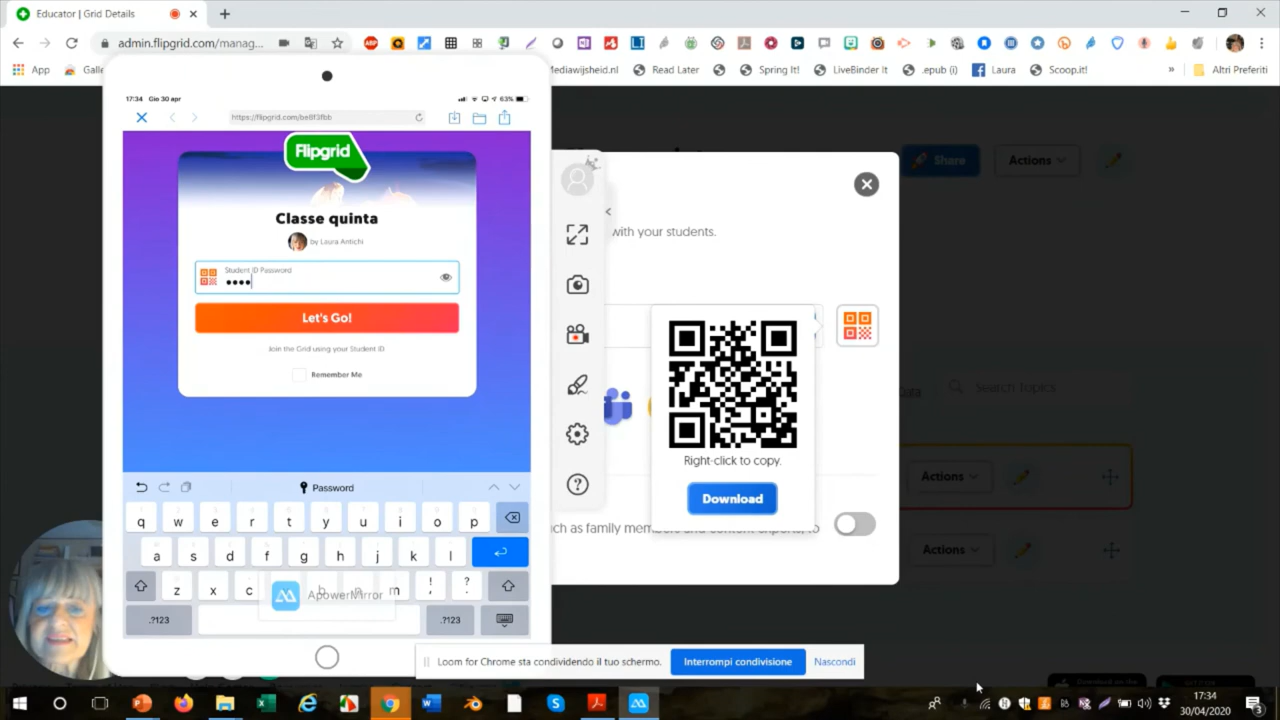 Educator | Grid Details
admin.flipgrid.com/manag...
App
Mediawijsheid.nl
Read Later
Spring It!
LiveBinder It
.epub (i)
Laura
Scoop.it!
»
Altri Preferiti
17:34 Gio 30 apr
63%
https://flipgrid.com/be8f3fbb
Flipgrid
Classe quinta
by Laura Antichi
Student ID Password
••••
Let's Go!
Join the Grid using your Student ID
Remember Me
Password
q w e r t y u i o p
a s d f g h j k l
z x c b n m ! , ? .
.?123 .?123
ApowerMirror
Share
Actions
with your students.
Right-click to copy.
Download
such as family members and content experts, to
Search Topics
Actions
Actions
Loom for Chrome sta condividendo il tuo schermo.
Interrompi condivisione
Nascondi
17:34
30/04/2020